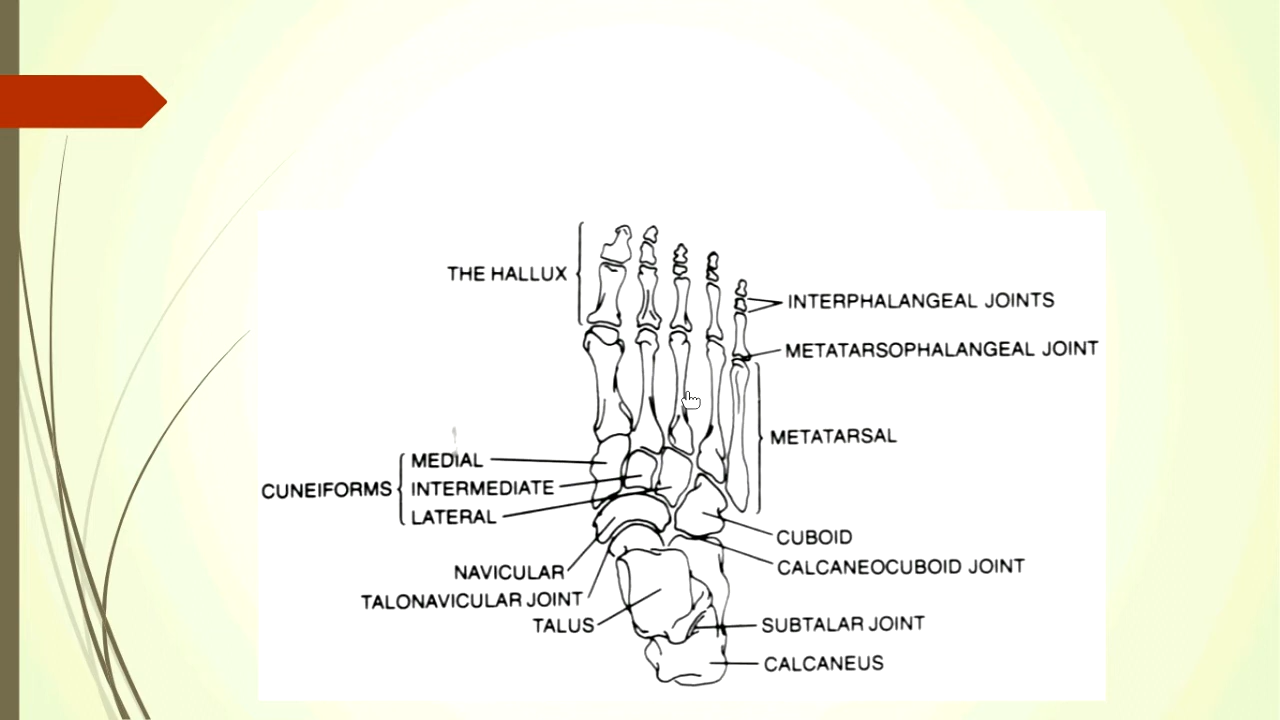 THE HALLUX
INTERPHALANGEAL JOINTS
METATARSOPHALANGEAL JOINT
METATARSAL
CUNEIFORMS
MEDIAL
INTERMEDIATE
LATERAL
CUBOID
CALCANEOCUBOID JOINT
NAVICULAR
TALONAVICULAR JOINT
TALUS
SUBTALAR JOINT
CALCANEUS